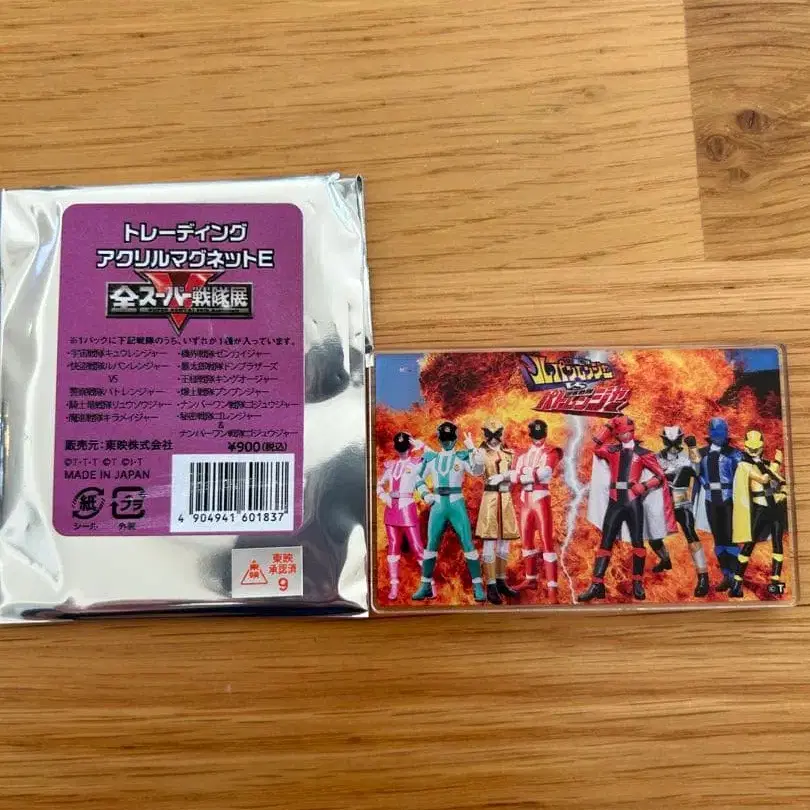 トレーディング
アクリルマグネットE
全スーパー戦隊展
※1パックに下記戦隊のうち、いずれか1種が入っています。
・宇宙戦隊キュウレンジャー
・快盗戦隊ルパンレンジャー
VS
警察戦隊パトレンジャー
・騎士竜戦隊リュウソウジャー
・魔進戦隊キラメイジャー
・機界戦隊ゼンカイジャー
・暴太郎戦隊ドンブラザーズ
・王様戦隊キングオージャー
・爆上戦隊ブンブンジャー
・ナンバーワン戦隊ゴジュウジャー
・秘密戦隊ゴレンジャー
&
ナンバーワン戦隊ゴジュウジャー
販売元:東映株式会社
¥900(税込)
©T・T・T ©T ©I・T
MADE IN JAPAN
紙
シール
プラ
外装
4 904941 601837
東映
東映
承認済
9
ルパンレンジャー
VS
パトレンジャー
©T